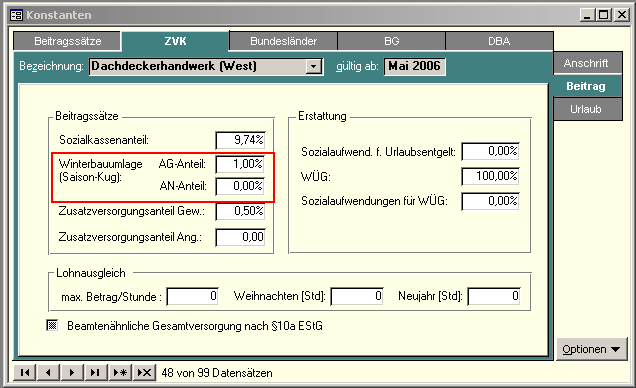 Konstanten
Beitragssätze ZVK Bundesländer BG DBA
Bezeichnung: Dachdeckerhandwerk (West) gültig ab: Mai 2006
Anschrift
Beitrag
Urlaub
Beitragssätze
Sozialkassenanteil: 9,74%
Winterbauumlage AG-Anteil: 1,00%
(Saison-Kug):
AN-Anteil: 0,00%
Zusatzversorgungsanteil Gew.: 0,50%
Zusatzversorgungsanteil Ang.: 0,00
Erstattung
Sozialaufwend. f. Urlaubsentgelt: 0,00%
WÜG: 100,00%
Sozialaufwendungen für WÜG: 0,00%
Lohnausgleich
max. Betrag/Stunde : 0 Weihnachten [Std]: 0 Neujahr [Std]: 0
Beamtenähnliche Gesamtversorgung nach §10a EStG
Optionen
48 von 99 Datensätzen